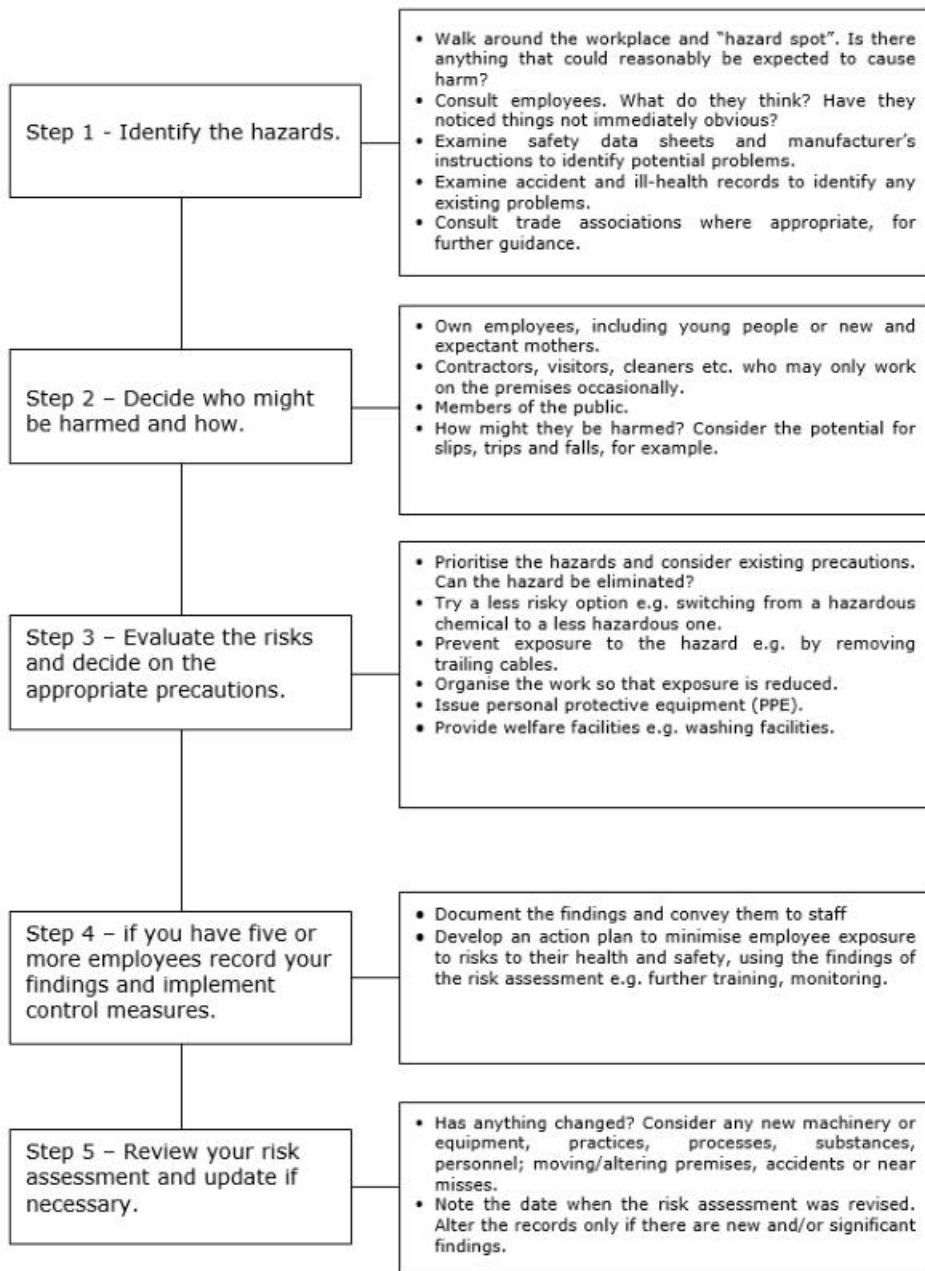 Step 1 - Identify the hazards.
• Walk around the workplace and “hazard spot”. Is there
anything that could reasonably be expected to cause
harm?
• Consult employees. What do they think? Have they
noticed things not immediately obvious?
• Examine safety data sheets and manufacturer’s
instructions to identify potential problems.
• Examine accident and ill-health records to identify any
existing problems.
• Consult trade associations where appropriate, for
further guidance.
Step 2 – Decide who might
be harmed and how.
• Own employees, including young people or new and
expectant mothers.
• Contractors, visitors, cleaners etc. who may only work
on the premises occasionally.
• Members of the public.
• How might they be harmed? Consider the potential for
slips, trips and falls, for example.
Step 3 – Evaluate the risks
and decide on the
appropriate precautions.
• Prioritise the hazards and consider existing precautions.
Can the hazard be eliminated?
• Try a less risky option e.g. switching from a hazardous
chemical to a less hazardous one.
• Prevent exposure to the hazard e.g. by removing
trailing cables.
• Organise the work so that exposure is reduced.
• Issue personal protective equipment (PPE).
• Provide welfare facilities e.g. washing facilities.
Step 4 – if you have five or
more employees record your
findings and implement
control measures.
• Document the findings and convey them to staff
• Develop an action plan to minimise employee exposure
to risks to their health and safety, using the findings of
the risk assessment e.g. further training, monitoring.
Step 5 – Review your risk
assessment and update if
necessary.
• Has anything changed? Consider any new machinery or
equipment, practices, processes, substances,
personnel; moving/altering premises, accidents or near
misses.
• Note the date when the risk assessment was revised.
Alter the records only if there are new and/or significant
findings.